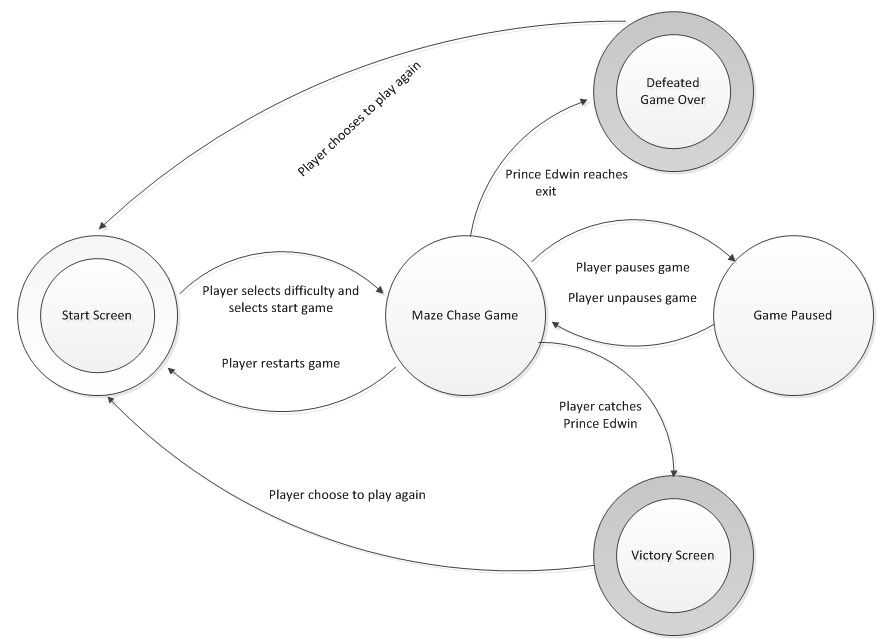 Defeated
Game Over
Player chooses to play again
Prince Edwin reaches
exit
Player pauses game
Player selects difficulty and
selects start game
Player unpauses game
Start Screen
Maze Chase Game
Game Paused
Player restarts game
Player catches
Prince Edwin
Player choose to play again
Victory Screen